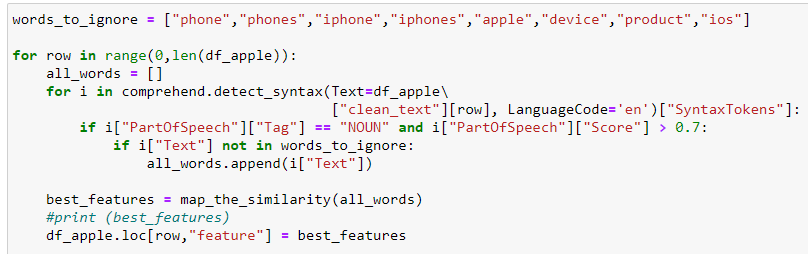 words_to_ignore = ["phone","phones","iphone","iphones","apple","device","product","ios"]

for row in range(0,len(df_apple)):
    all_words = []
    for i in comprehend.detect_syntax(Text=df_apple\
                                      ["clean_text"][row], LanguageCode='en')["SyntaxTokens"]:
        if i["PartOfSpeech"]["Tag"] == "NOUN" and i["PartOfSpeech"]["Score"] > 0.7:
            if i["Text"] not in words_to_ignore:
                all_words.append(i["Text"])

    best_features = map_the_similarity(all_words)
    #print (best_features)
    df_apple.loc[row,"feature"] = best_features